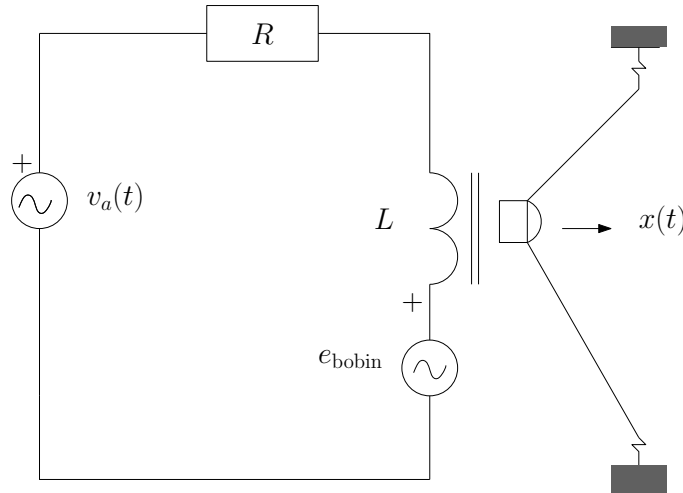 R
+
v_a(t)
L
x(t)
+
e_bobin